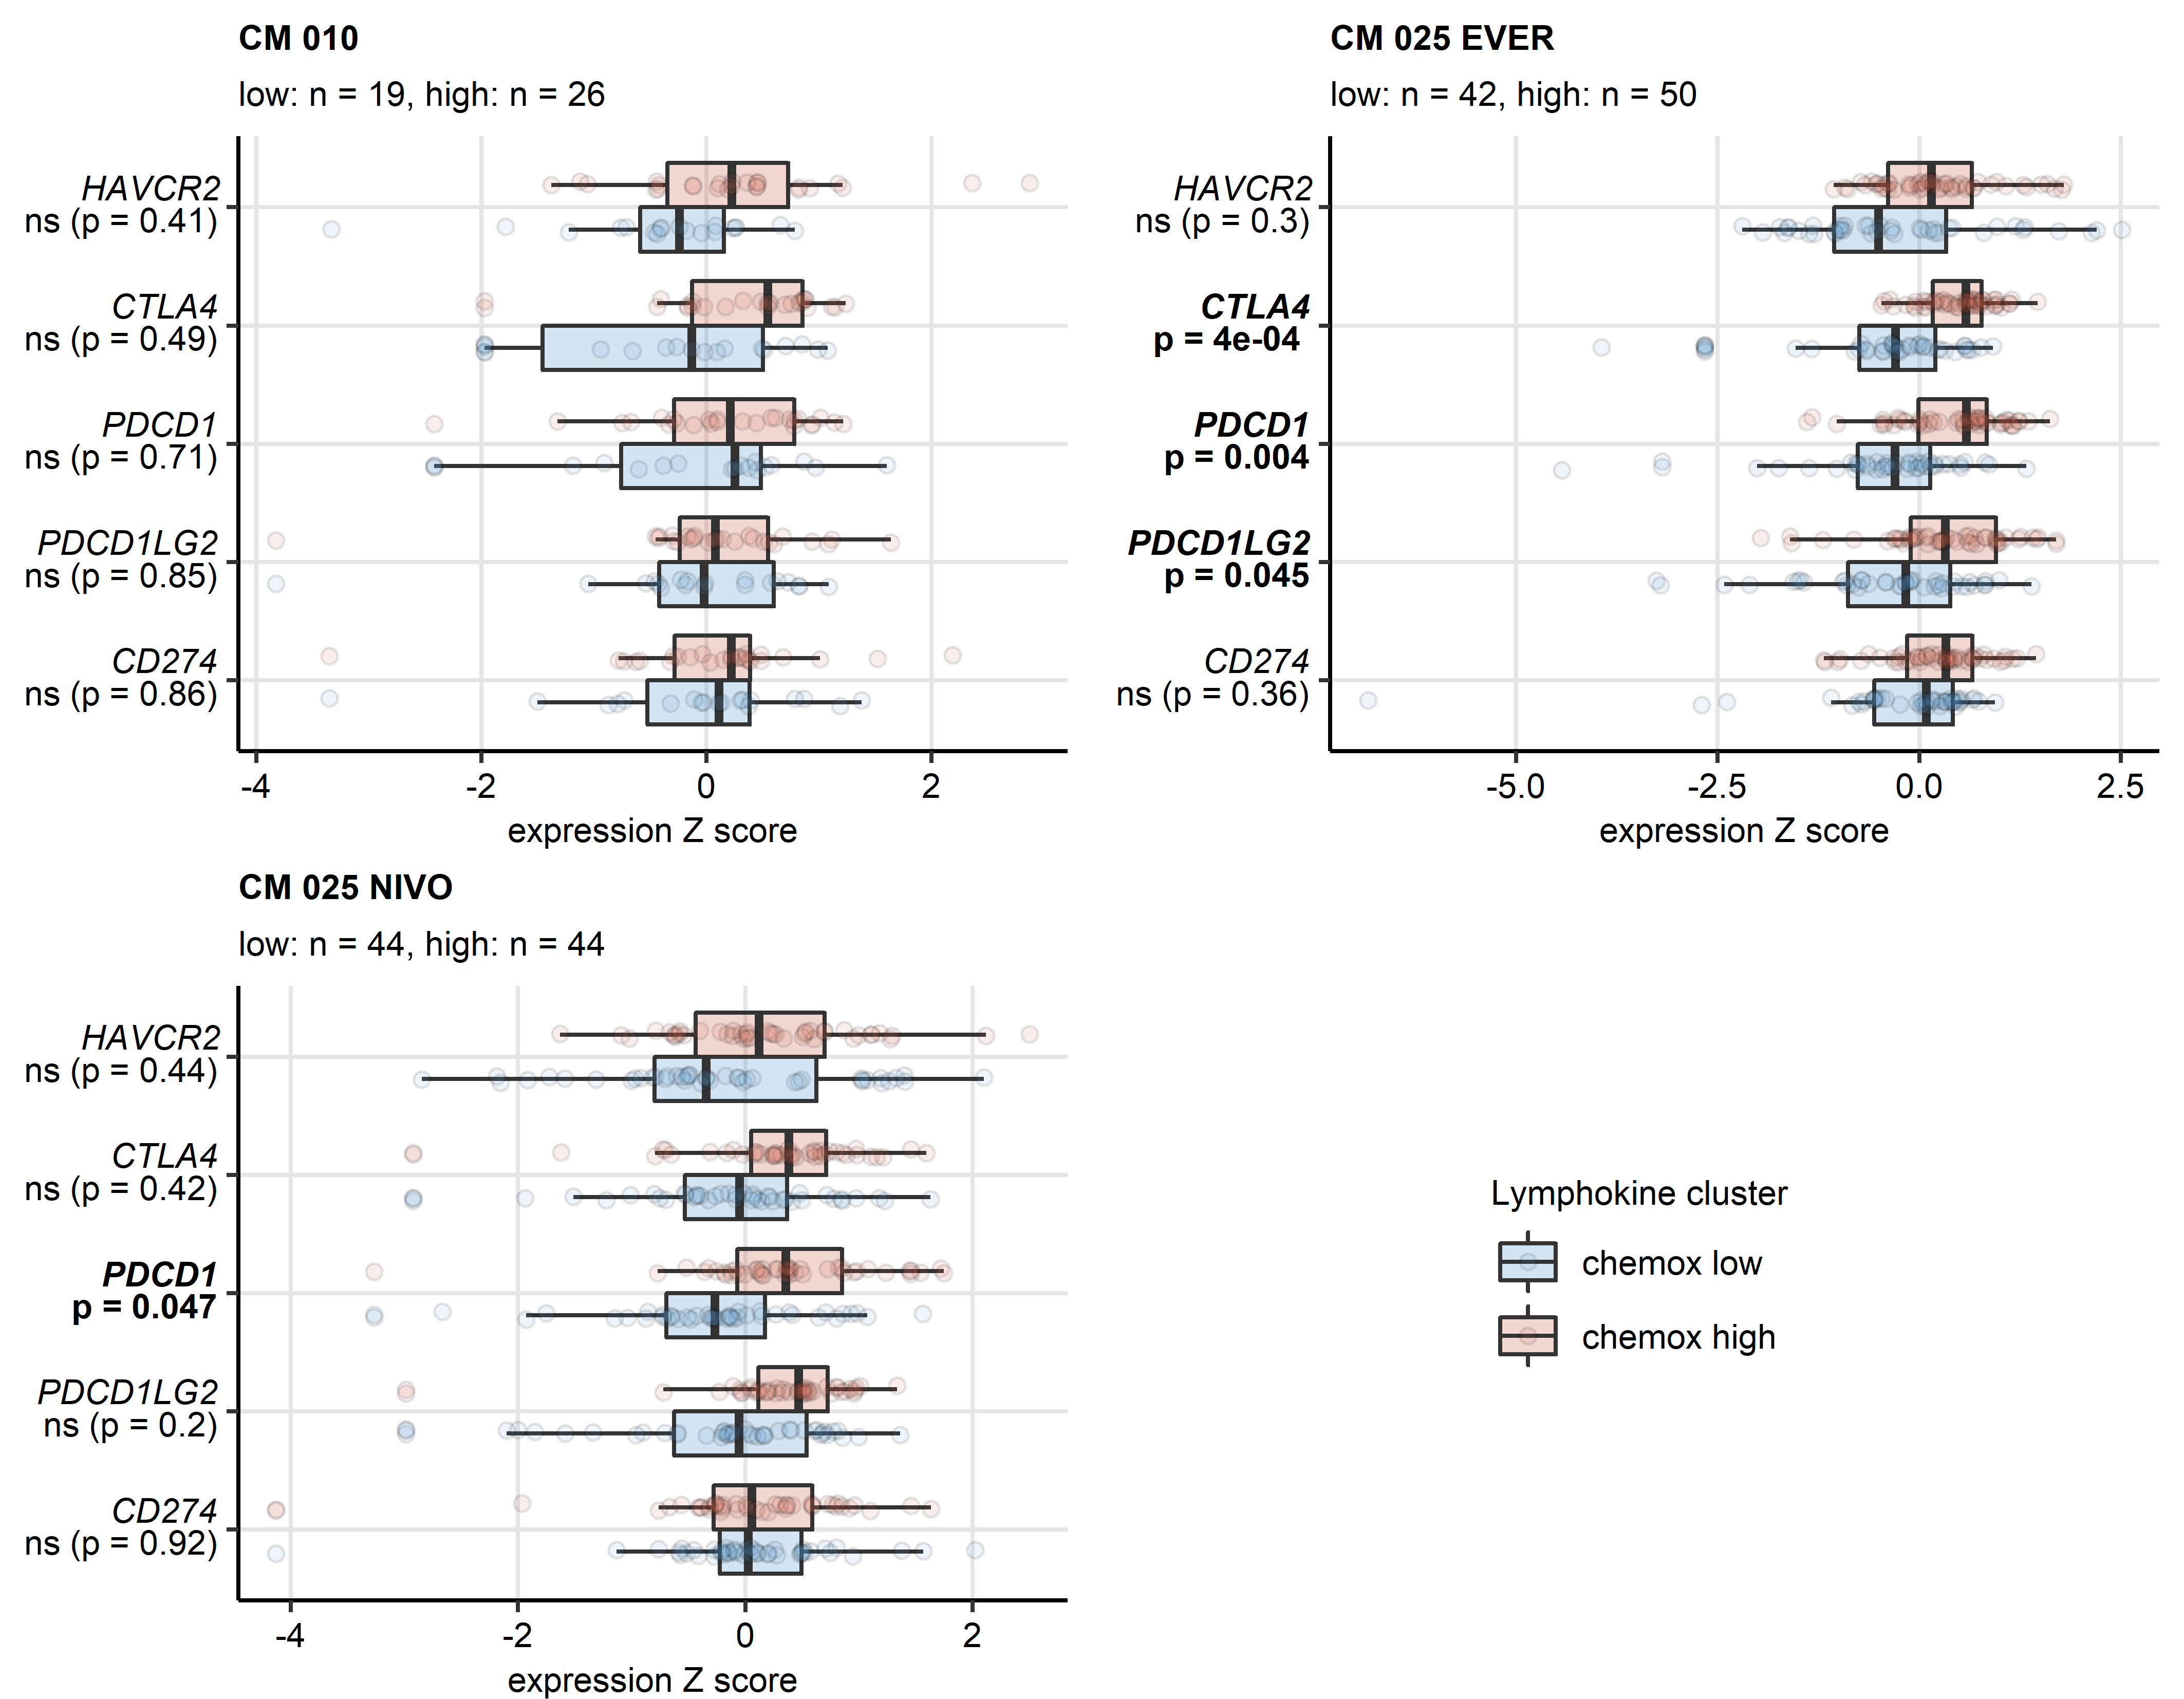 CM 010
low: n = 19, high: n = 26
HAVCR2
ns (p = 0.41)
CTLA4
ns (p = 0.49)
PDCD1
ns (p = 0.71)
PDCD1LG2
ns (p = 0.85)
CD274
ns (p = 0.86)
-4 -2 0 2
expression Z score
CM 025 EVER
low: n = 42, high: n = 50
HAVCR2
ns (p = 0.3)
CTLA4
p = 4e-04
PDCD1
p = 0.004
PDCD1LG2
p = 0.045
CD274
ns (p = 0.36)
-5.0 -2.5 0.0 2.5
expression Z score
CM 025 NIVO
low: n = 44, high: n = 44
HAVCR2
ns (p = 0.44)
CTLA4
ns (p = 0.42)
PDCD1
p = 0.047
PDCD1LG2
ns (p = 0.2)
CD274
ns (p = 0.92)
-4 -2 0 2
expression Z score
Lymphokine cluster
chemox low
chemox high